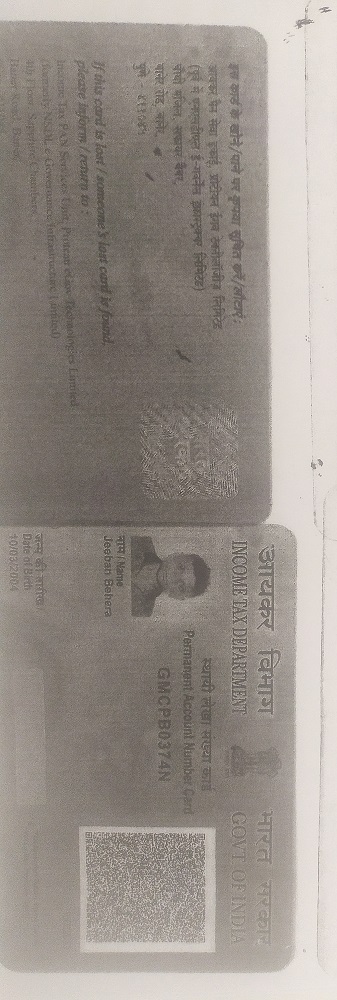 इस कार्ड के खोने/पाने पर कृपया सूचित करें/लौटाएं:
आयकर पैन सेवा इकाई, प्रोटीयन ईगव टेक्नोलॉजीज़ लिमिटेड
(पूर्व में एनएसडीएल ई-गवर्नेंस इंफ्रास्ट्रक्चर लिमिटेड)
चौथी मंजिल, सफायर चेंबर,
बानेर रोड, बानेर,
पुणे - ४११०४५
If this card is lost / someone's lost card is found,
please inform / return to :
Income Tax PAN Services Unit, Protean eGov Technologies Limited
(formerly NSDL e-Governance Infrastructure Limited)
4th Floor, Sapphire Chambers,
Baner Road, Baner,
आयकर विभाग
INCOME TAX DEPARTMENT
भारत सरकार
GOVT OF INDIA
स्थायी लेखा संख्या कार्ड
Permanent Account Number Card
GMCPB0374N
नाम / Name
Jeeban Behera
जन्म की तारीख /
Date of Birth
10/03/2004